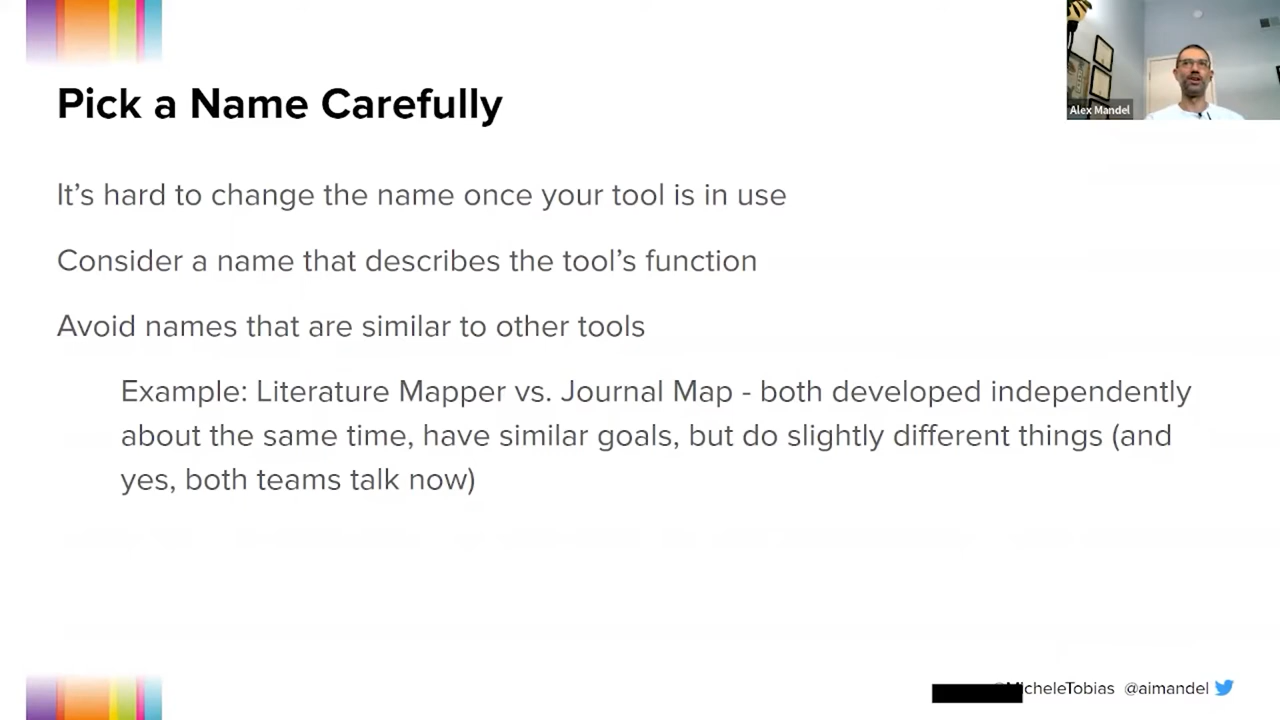 Alex Mandel
Pick a Name Carefully
It's hard to change the name once your tool is in use
Consider a name that describes the tool's function
Avoid names that are similar to other tools
Example: Literature Mapper vs. Journal Map - both developed independently
about the same time, have similar goals, but do slightly different things (and
yes, both teams talk now)
@MicheleTobias @aimandel